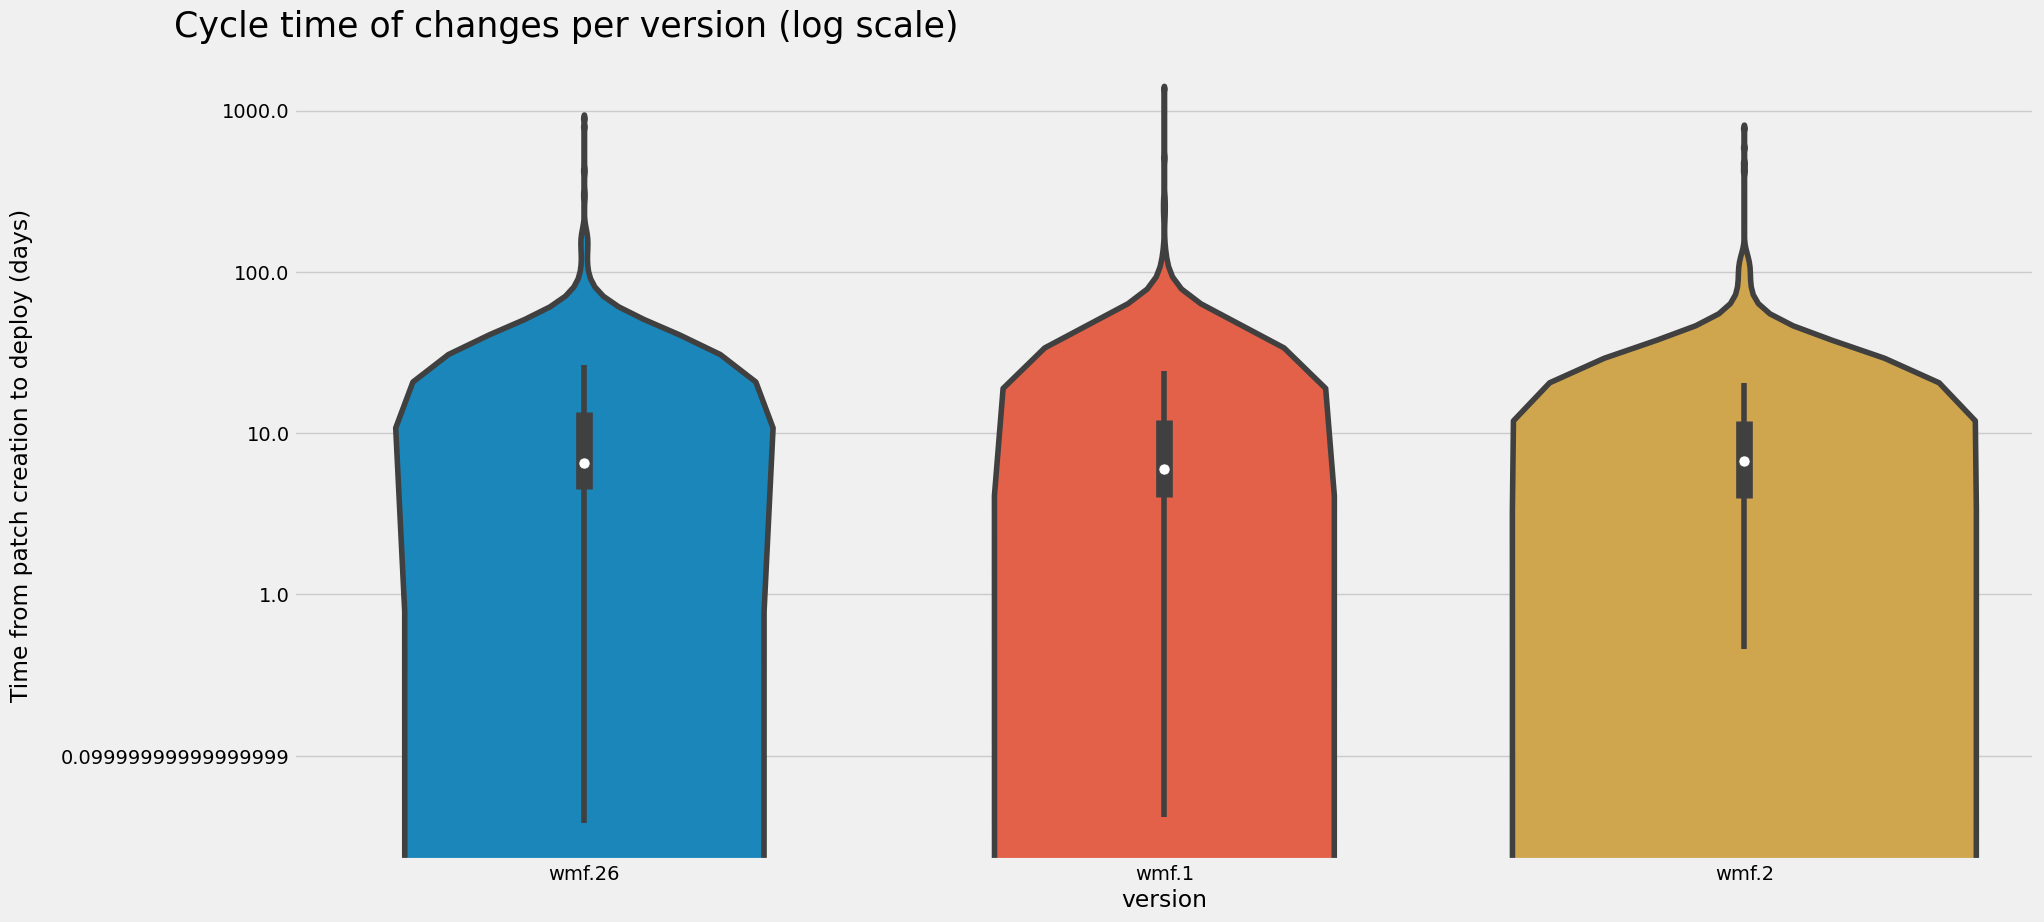 Cycle time of changes per version (log scale)
Time from patch creation to deploy (days)
1000.0
100.0
10.0
1.0
0.09999999999999999
wmf.26
wmf.1
wmf.2
version